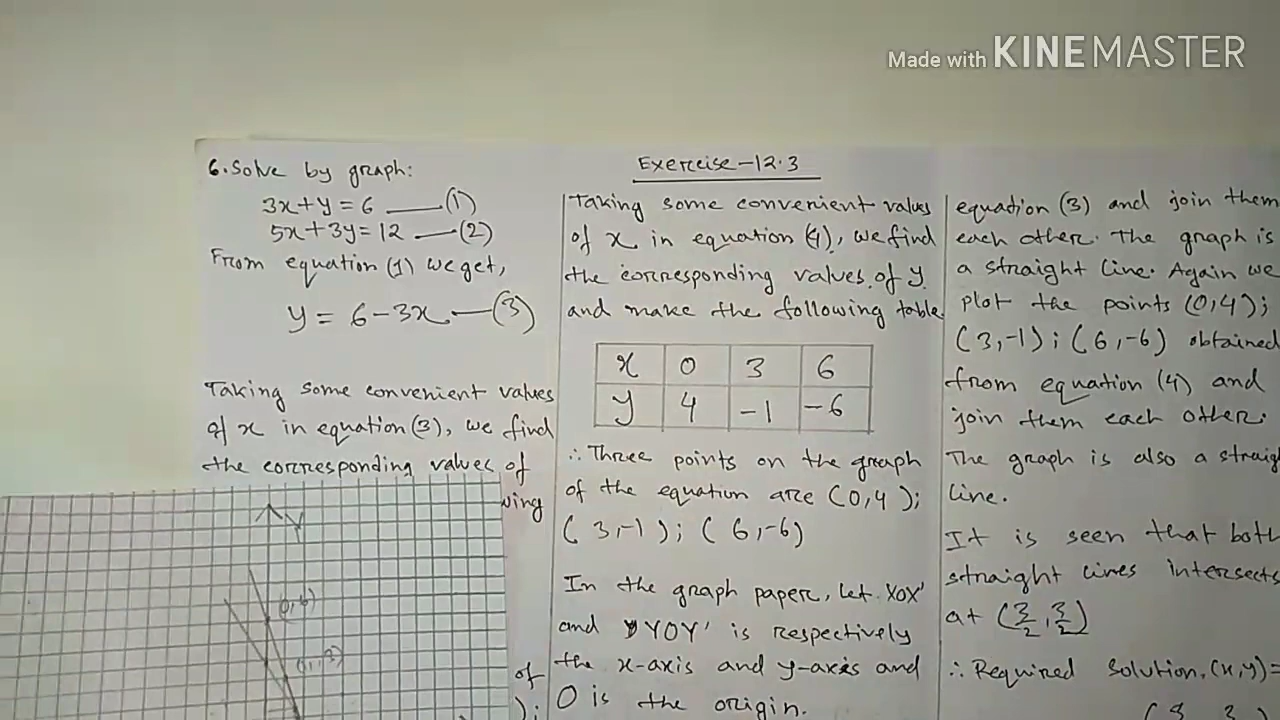 Made with KINEMASTER
Exercise-12.3
6. Solve by graph:
3x+y=6 —(1)
5x+3y=12 —(2)
From equation (1) we get,
y = 6-3x —(3)
Taking some convenient values
of x in equation (3), we find
the corresponding values of
wing
of
);
Y
(0,6)
Taking some convenient values
of x in equation (4), we find
the corresponding values of y
and make the following table
x 0 3 6
y 4 -1 -6
∴ Three points on the graph
of the equation are (0,4);
(3,-1); (6,-6)
In the graph paper, let XOX'
and YOY' is respectively
the x-axis and y-axis and
O is the origin.
equation (3) and join them
each other. The graph is
a straight line. Again we
plot the points (0,4);
(3,-1); (6,-6) obtained
from equation (4) and
join them each other.
The graph is also a straig
line.
It is seen that both
straight lines intersects
at (3/2, 3/2)
∴ Required Solution, (x,y)=